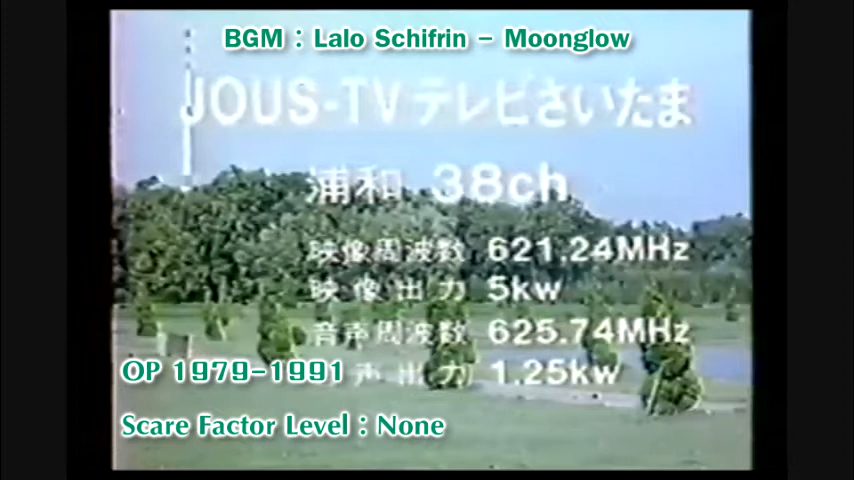 BGM : Lalo Schifrin - Moonglow
JOUS-TV テレビさいたま
浦和 38ch
映像周波数 621.24MHz
映像出力 5kw
音声周波数 625.74MHz
OP 1979-1991
声出力 1.25kw
Scare Factor Level : None